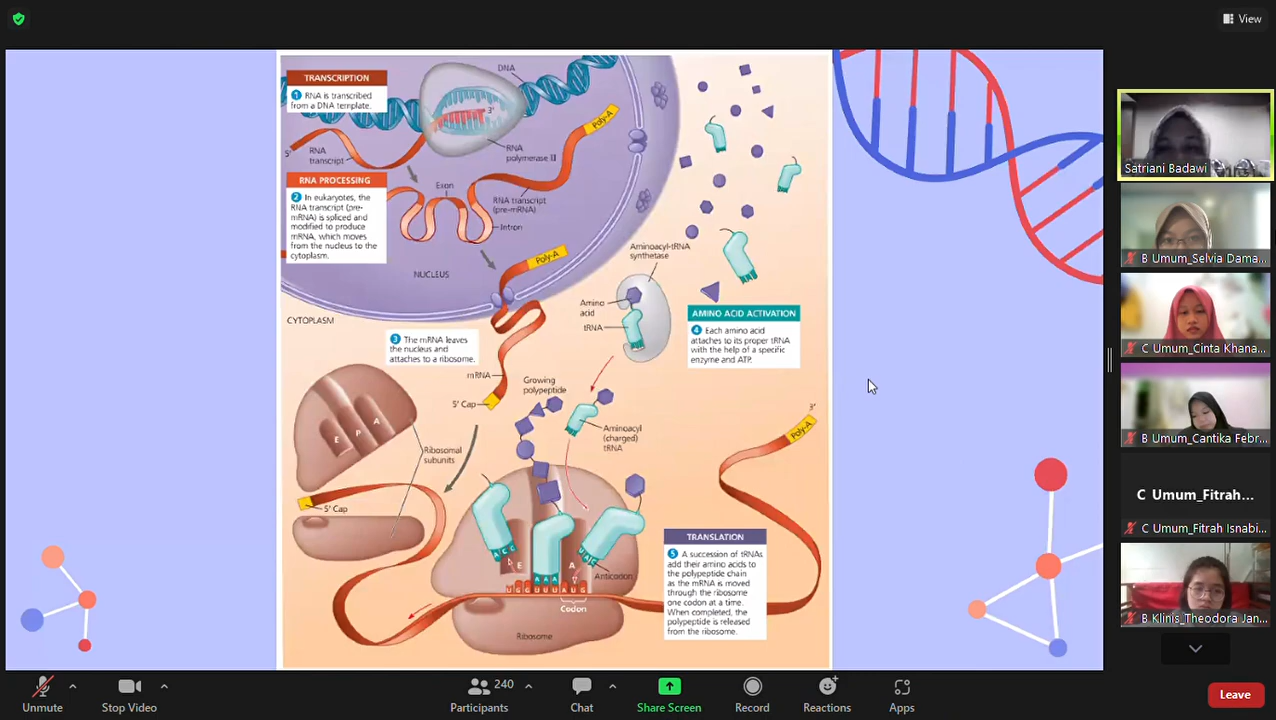 View
TRANSCRIPTION
1 RNA is transcribed
from a DNA template.
DNA
3'
5'
RNA
transcript
RNA
polymerase II
Poly-A
RNA PROCESSING
2 In eukaryotes, the
RNA transcript (pre-
mRNA) is spliced and
modified to produce
mRNA, which moves
from the nucleus to the
cytoplasm.
Exon
RNA transcript
(pre-mRNA)
Intron
NUCLEUS
Poly-A
CYTOPLASM
Aminoacyl-tRNA
synthetase
Amino
acid
tRNA
AMINO ACID ACTIVATION
4 Each amino acid
attaches to its proper tRNA
with the help of a specific
enzyme and ATP.
3 The mRNA leaves
the nucleus and
attaches to a ribosome.
mRNA
5' Cap
Growing
polypeptide
Aminoacyl
(charged)
tRNA
3'
Poly-A
E P A
Ribosomal
subunits
5' Cap
TRANSLATION
5 A succession of tRNAs
add their amino acids to
the polypeptide chain
as the mRNA is moved
through the ribosome
one codon at a time.
When completed, the
polypeptide is released
from the ribosome.
E
A
A C C
A A A
U A C
Anticodon
U G G U U U A U G
Codon
Ribosome
Satriani Badawi
B Umum_Selvia Dama...
C Umum_Cinta Khana...
B Umum_Cantika Febr...
C Umum_Fitrah...
C Umum_Fitrah Isnabi...
B Klinis_Theodora Jan...
Unmute
Stop Video
240
Participants
Chat
Share Screen
Record
Reactions
Apps
Leave